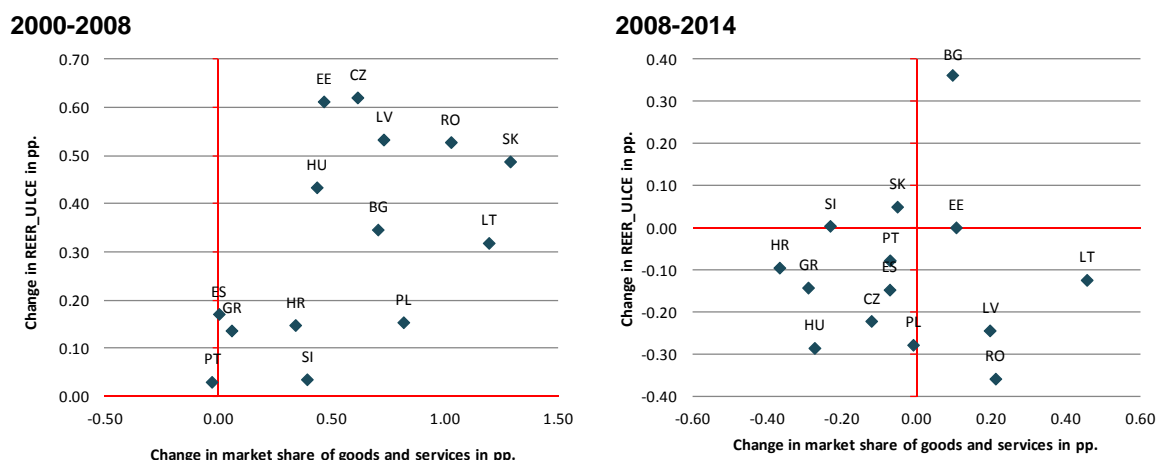 2000-2008
Change in REER_ULCE in pp.
0.70
0.60
0.50
0.40
0.30
0.20
0.10
0.00
EE
CZ
LV
RO
SK
HU
BG
LT
ES
GR
HR
PL
PT
SI
-0.50
0.00
0.50
1.00
1.50
Change in market share of goods and services in pp.
2008-2014
Change in REER_ULCE in pp.
0.40
0.30
0.20
0.10
0.00
-0.10
-0.20
-0.30
-0.40
BG
SK
SI
EE
HR
PT
GR
ES
LT
CZ
HU
PL
LV
RO
-0.60
-0.40
-0.20
0.00
0.20
0.40
0.60
Change in market share of goods and services in pp.